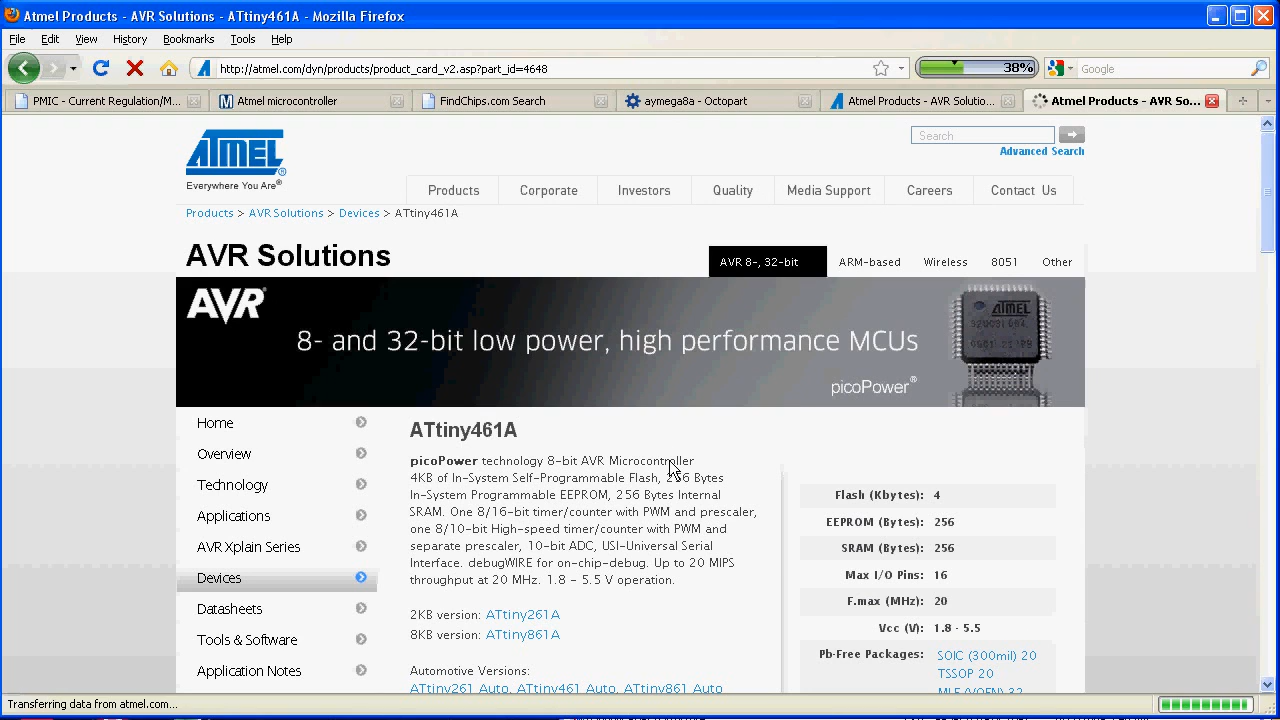 Atmel Products - AVR Solutions - ATtiny461A - Mozilla Firefox
File Edit View History Bookmarks Tools Help
http://atmel.com/dyn/products/product_card_v2.asp?part_id=4648
38%
Google
PMIC - Current Regulation/M...
Atmel microcontroller
FindChips.com Search
aymega8a - Octopart
Atmel Products - AVR Solutio...
Atmel Products - AVR So...
ATMEL®
Everywhere You Are®
Search
Advanced Search
Products Corporate Investors Quality Media Support Careers Contact Us
Products > AVR Solutions > Devices > ATtiny461A
AVR Solutions
AVR 8-, 32-bit ARM-based Wireless 8051 Other
AVR®
ATMEL
8- and 32-bit low power, high performance MCUs
picoPower®
Home
Overview
Technology
Applications
AVR Xplain Series
Devices
Datasheets
Tools & Software
Application Notes
ATtiny461A
picoPower technology 8-bit AVR Microcontroller
4KB of In-System Self-Programmable Flash, 256 Bytes
In-System Programmable EEPROM, 256 Bytes Internal
SRAM. One 8/16-bit timer/counter with PWM and prescaler,
one 8/10-bit High-speed timer/counter with PWM and
separate prescaler, 10-bit ADC, USI-Universal Serial
Interface. debugWIRE for on-chip-debug. Up to 20 MIPS
throughput at 20 MHz. 1.8 - 5.5 V operation.
2KB version: ATtiny261A
8KB version: ATtiny861A
Automotive Versions:
ATtiny261 Auto, ATtiny461 Auto, ATtiny861 Auto
Flash (Kbytes): 4
EEPROM (Bytes): 256
SRAM (Bytes): 256
Max I/O Pins: 16
F.max (MHz): 20
Vcc (V): 1.8 - 5.5
Pb-Free Packages: SOIC (300mil) 20
TSSOP 20
MLF (VQFN) 32
Transferring data from atmel.com...